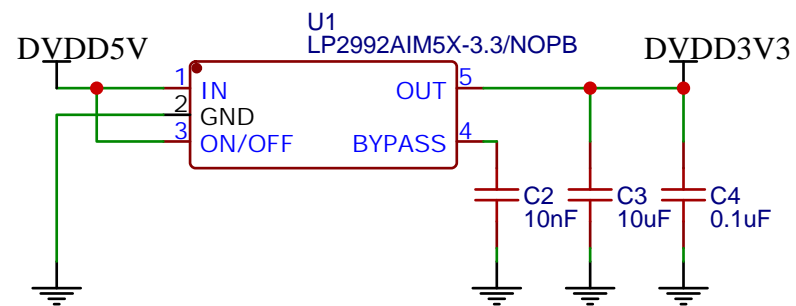 U1
LP2992AIM5X-3.3/NOPB
DVDD5V
DVDD3V3
1
IN
OUT
5
2
GND
3
ON/OFF
BYPASS
4
C2
10nF
C3
10uF
C4
0.1uF